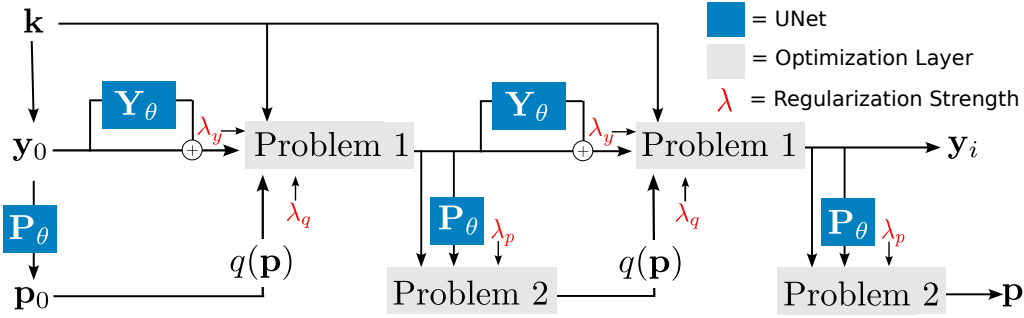 k
= UNet
= Optimization Layer
λ = Regularization Strength
Y_θ
Y_θ
y_0
+
λ_y
Problem 1
+
λ_y
Problem 1
y_i
P_θ
λ_q
P_θ
λ_p
λ_q
P_θ
λ_p
q(p)
q(p)
p_0
Problem 2
Problem 2
p